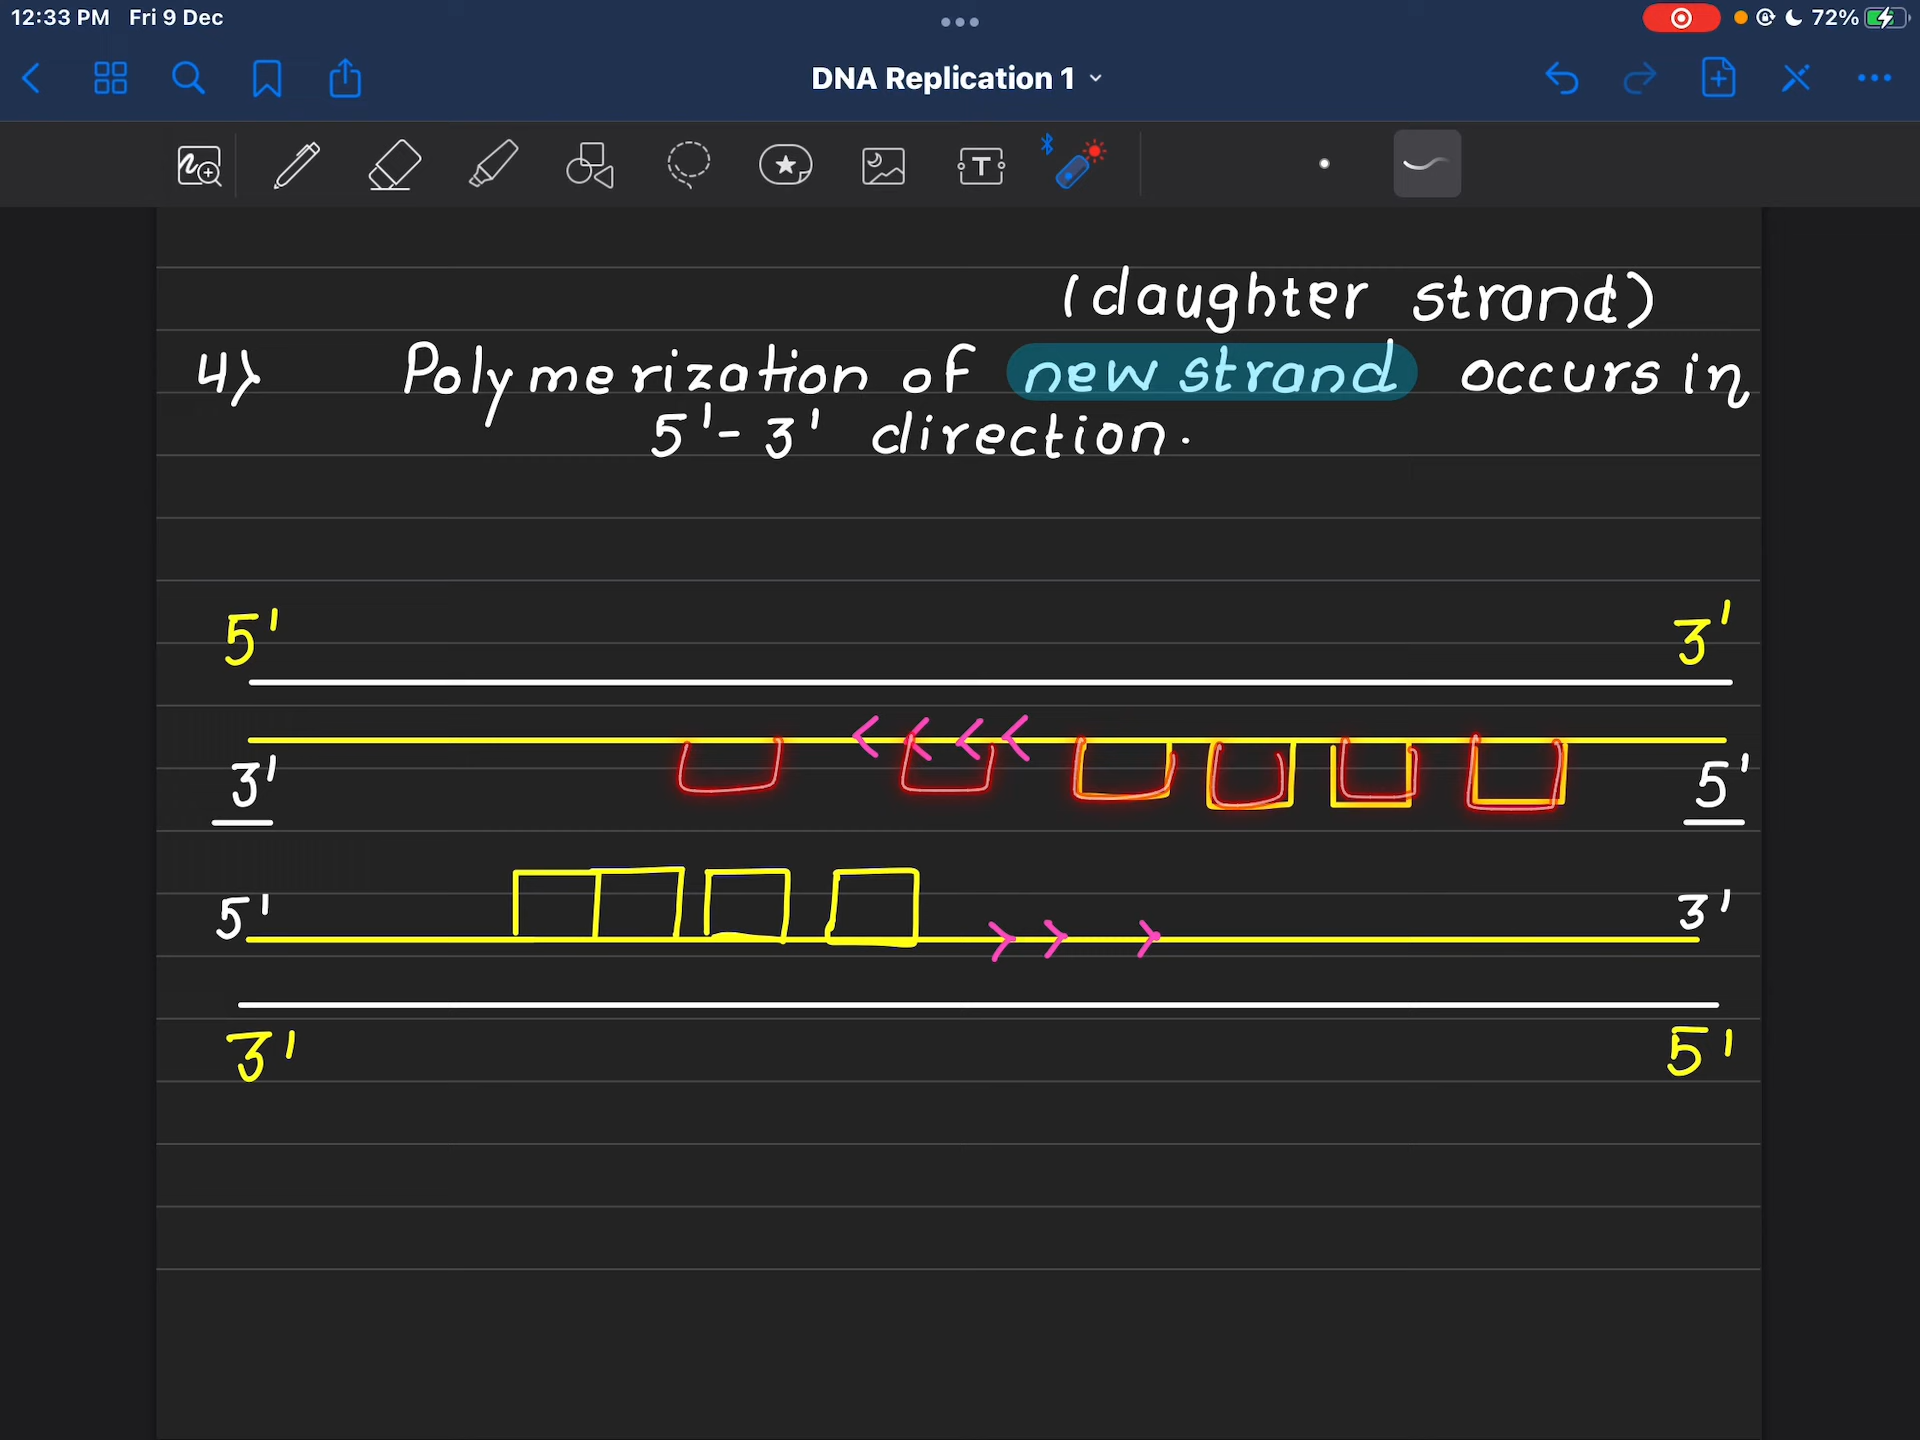 12:33 PM Fri 9 Dec 72%
DNA Replication 1
(daughter strand)
4) Polymerization of new strand occurs in
5'-3' direction.
5' 3'
3' 5'
5' 3'
3' 5'